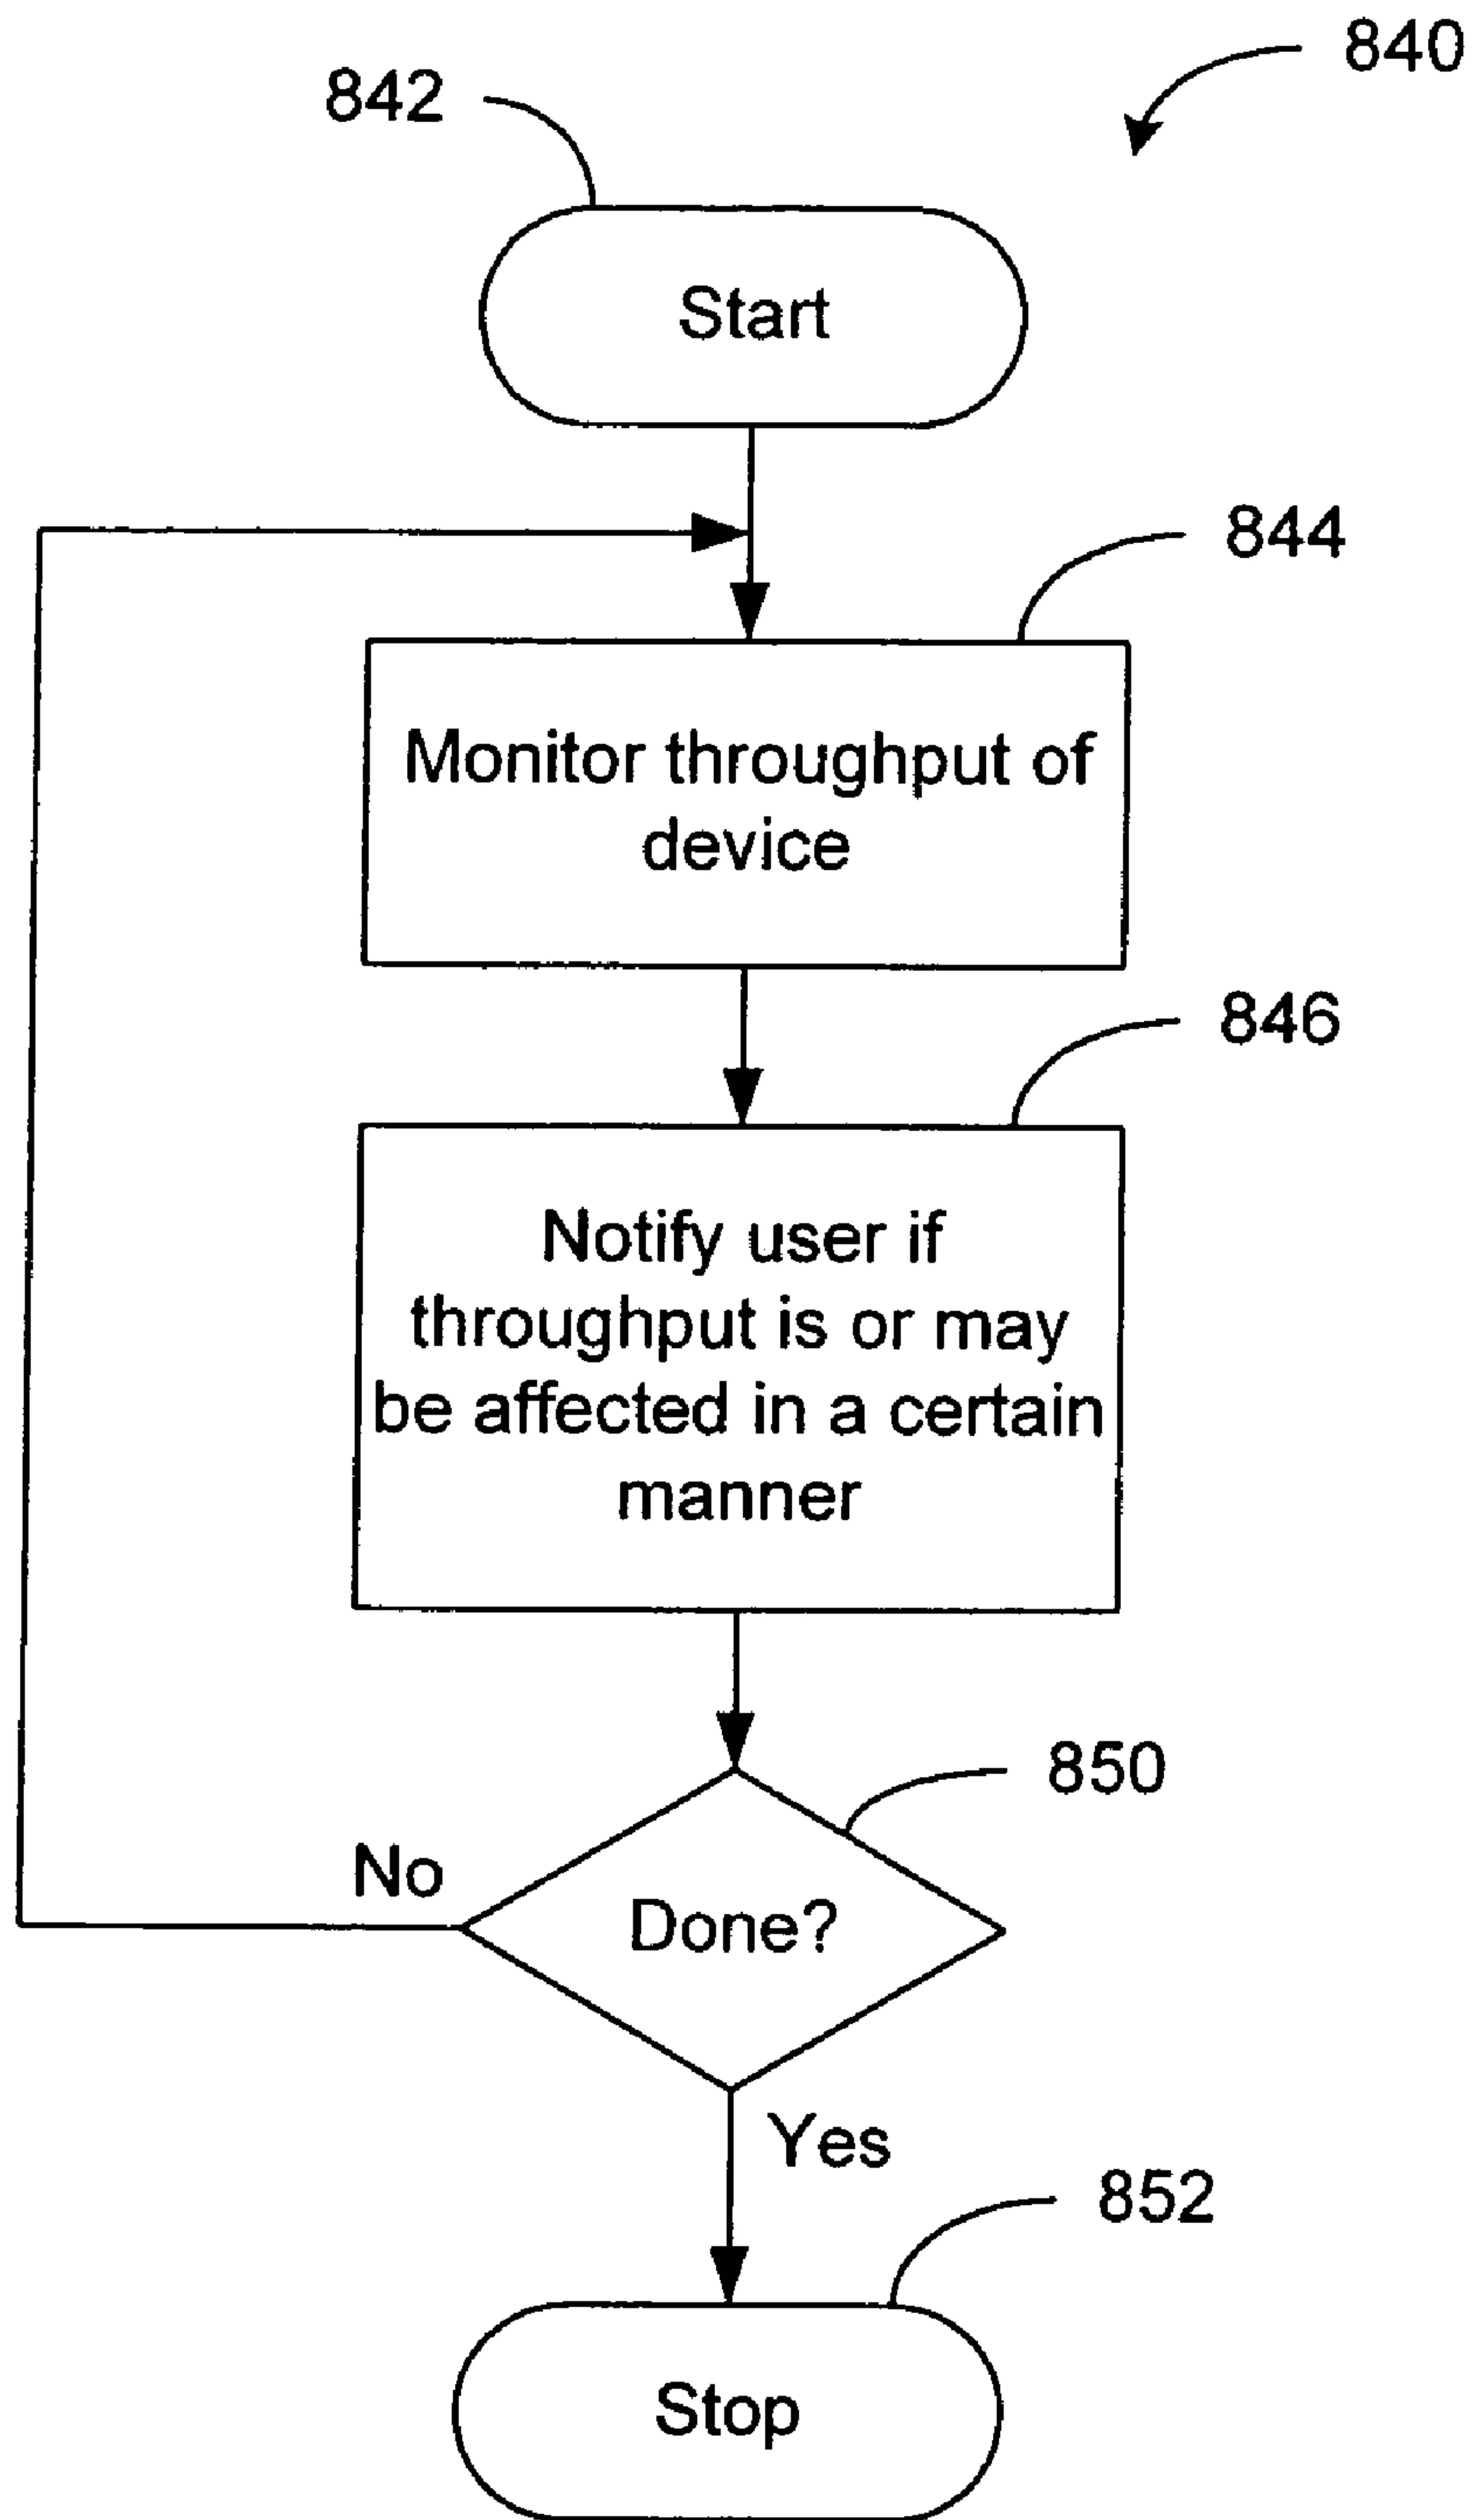 840
842
Start
844
Monitor throughput of
device
846
Notify user if
throughput is or may
be affected in a certain
manner
850
No
Done?
Yes
852
Stop